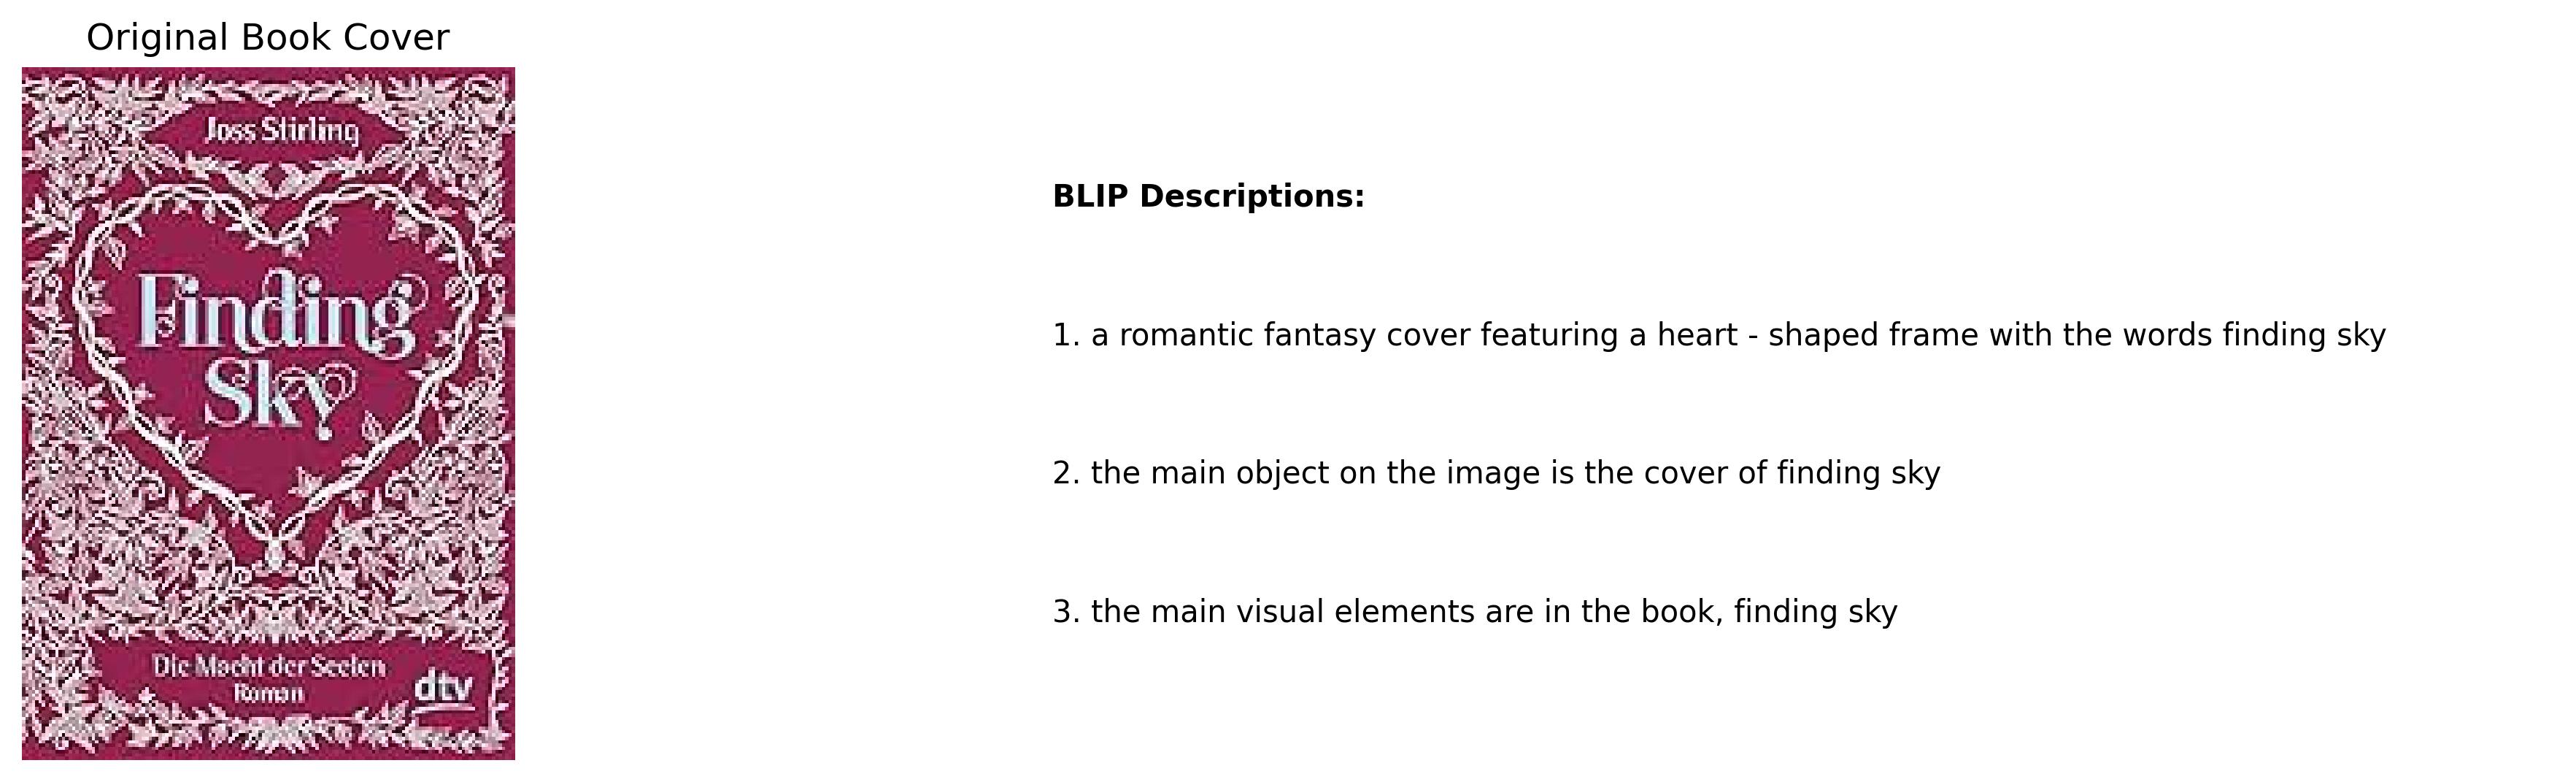 Original Book Cover
Joss Stirling
Finding
Sky
Die Macht der Seelen
Roman
dtv
BLIP Descriptions:
1. a romantic fantasy cover featuring a heart - shaped frame with the words finding sky
2. the main object on the image is the cover of finding sky
3. the main visual elements are in the book, finding sky